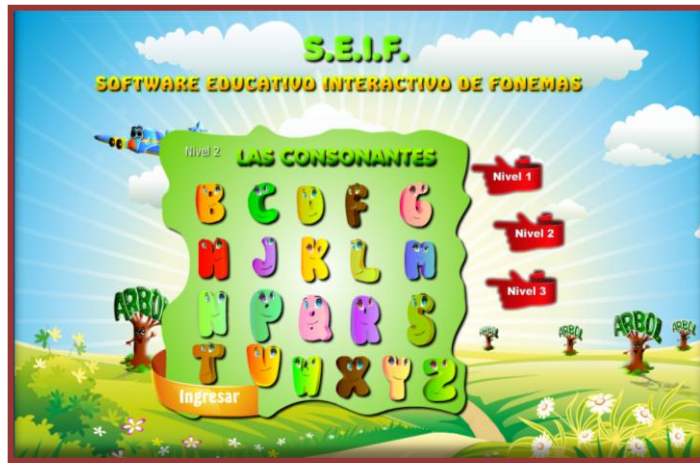 S.E.I.F.
SOFTWARE EDUCATIVO INTERACTIVO DE FONEMAS
Nivel 2 LAS CONSONANTES
B C D F G
H J K L M
N P Q R S
T V W X Y Z
Ingresar
Nivel 1
Nivel 2
Nivel 3
ARBOL
ARBOL
ARBOL
ARBOL
ARBOL